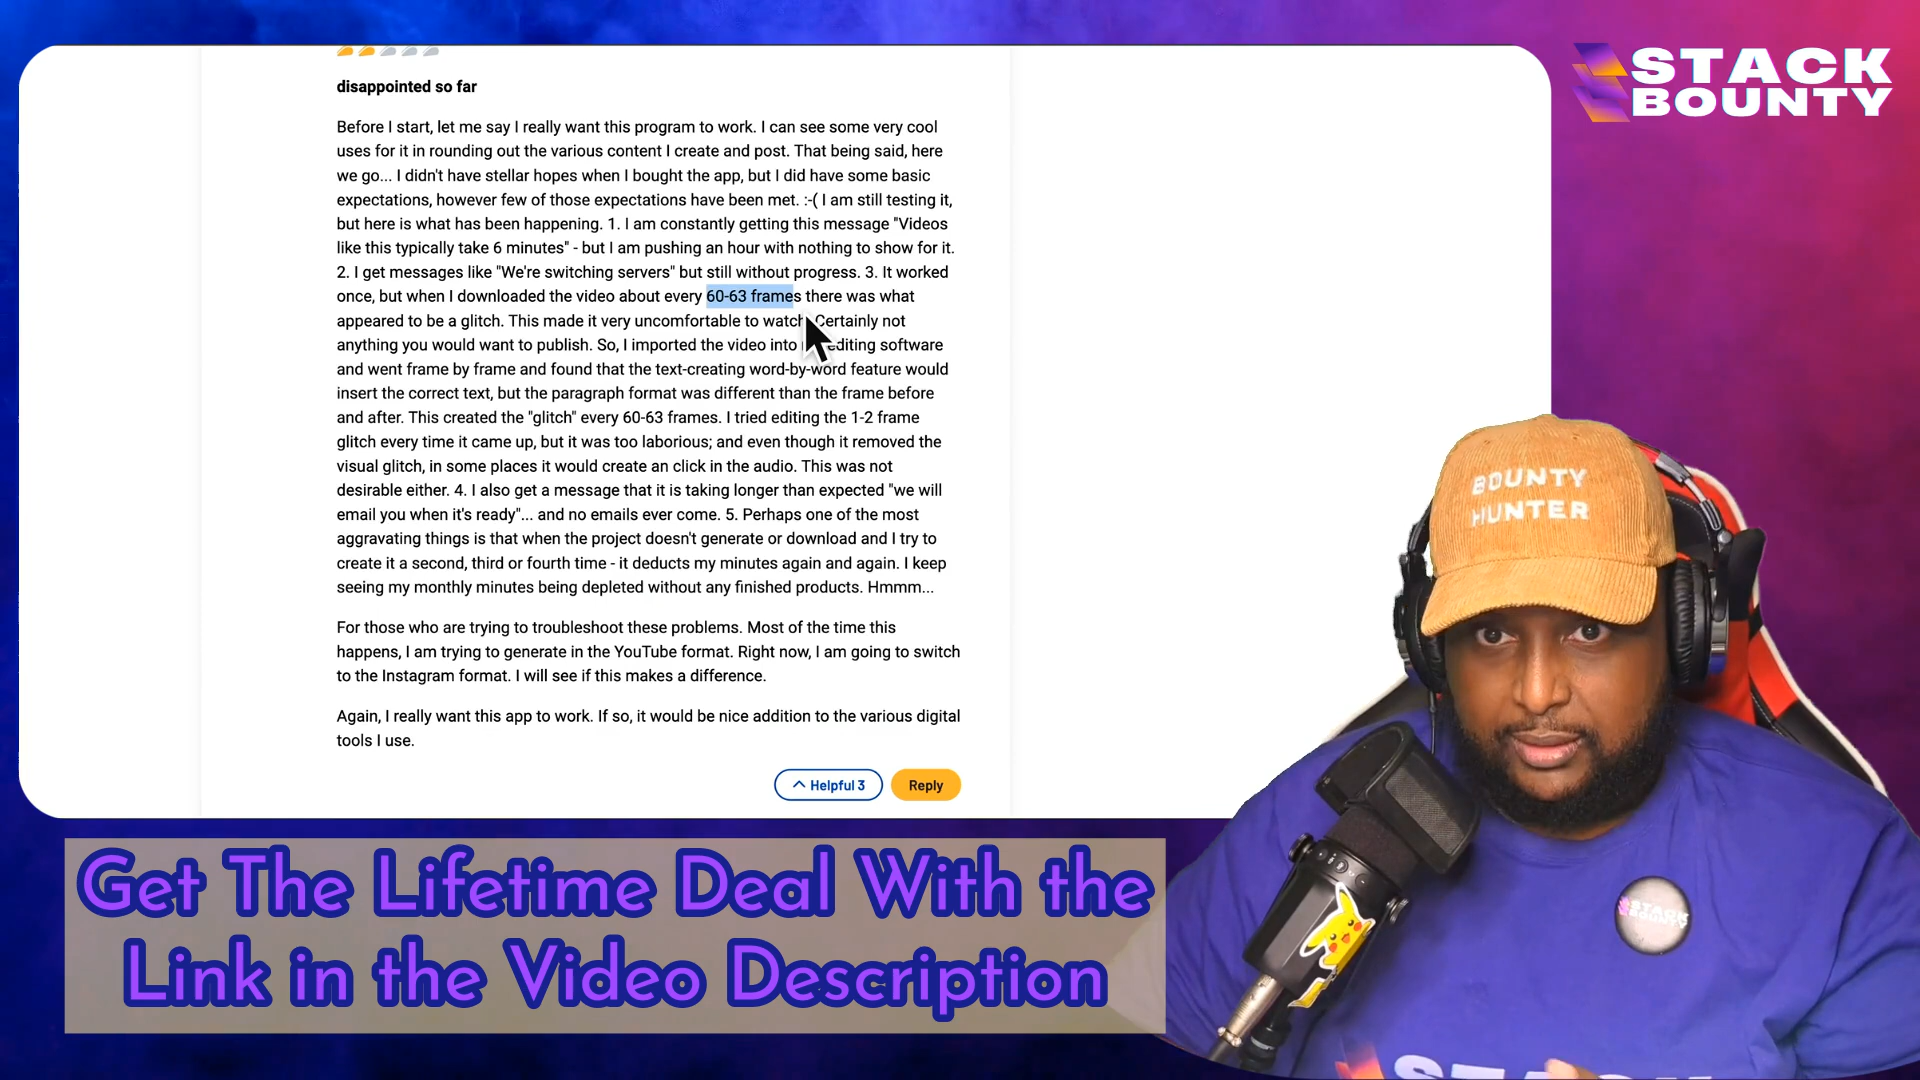 STACK
BOUNTY
disappointed so far
Before I start, let me say I really want this program to work. I can see some very cool
uses for it in rounding out the various content I create and post. That being said, here
we go... I didn't have stellar hopes when I bought the app, but I did have some basic
expectations, however few of those expectations have been met. :-( I am still testing it,
but here is what has been happening. 1. I am constantly getting this message "Videos
like this typically take 6 minutes" - but I am pushing an hour with nothing to show for it.
2. I get messages like "We're switching servers" but still without progress. 3. It worked
once, but when I downloaded the video about every 60-63 frames there was what
appeared to be a glitch. This made it very uncomfortable to watch. Certainly not
anything you would want to publish. So, I imported the video into editing software
and went frame by frame and found that the text-creating word-by-word feature would
insert the correct text, but the paragraph format was different than the frame before
and after. This created the "glitch" every 60-63 frames. I tried editing the 1-2 frame
glitch every time it came up, but it was too laborious; and even though it removed the
visual glitch, in some places it would create an click in the audio. This was not
desirable either. 4. I also get a message that it is taking longer than expected "we will
email you when it's ready"... and no emails ever come. 5. Perhaps one of the most
aggravating things is that when the project doesn't generate or download and I try to
create it a second, third or fourth time - it deducts my minutes again and again. I keep
seeing my monthly minutes being depleted without any finished products. Hmmm...
For those who are trying to troubleshoot these problems. Most of the time this
happens, I am trying to generate in the YouTube format. Right now, I am going to switch
to the Instagram format. I will see if this makes a difference.
Again, I really want this app to work. If so, it would be nice addition to the various digital
tools I use.
Helpful 3
Reply
BOUNTY
HUNTER
STACK
BOUNTY
Get The Lifetime Deal With the
Link in the Video Description